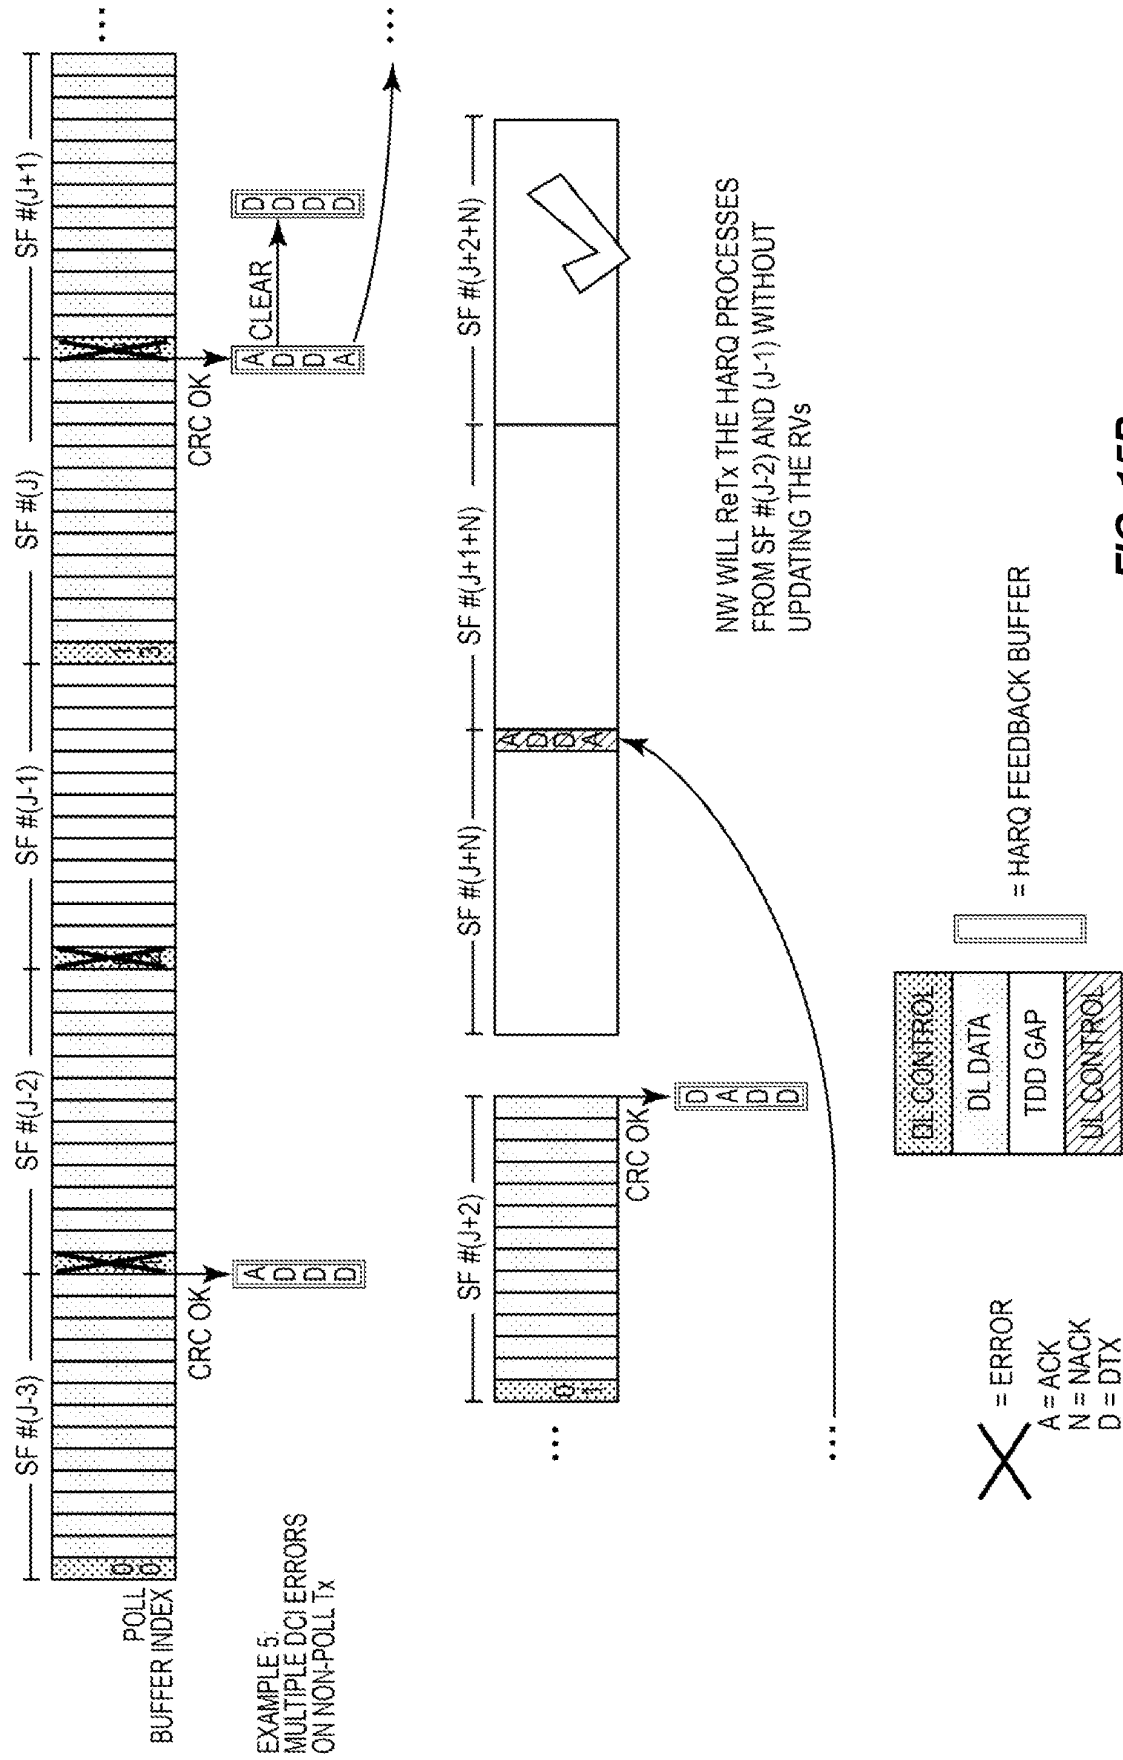 SF #(J-3)
SF #(J-2)
SF #(J-1)
SF #(J)
SF #(J+1)
...
POLL
BUFFER INDEX
0
0
1
3
CRC OK
A
D
D
D
CRC OK
A
D
D
A
CLEAR
D
D
D
D
...
EXAMPLE 5:
MULTIPLE DCI ERRORS
ON NON-POLL Tx
...
SF #(J+2)
SF #(J+N)
SF #(J+1+N)
SF #(J+2+N)
0
1
CRC OK
D
A
D
D
A
D
D
A
...
NW WILL ReTx THE HARQ PROCESSES
FROM SF #(J-2) AND (J-1) WITHOUT
UPDATING THE RVs
= ERROR
A = ACK
N = NACK
D = DTX
DL CONTROL
DL DATA
TDD GAP
UL CONTROL
= HARQ FEEDBACK BUFFER